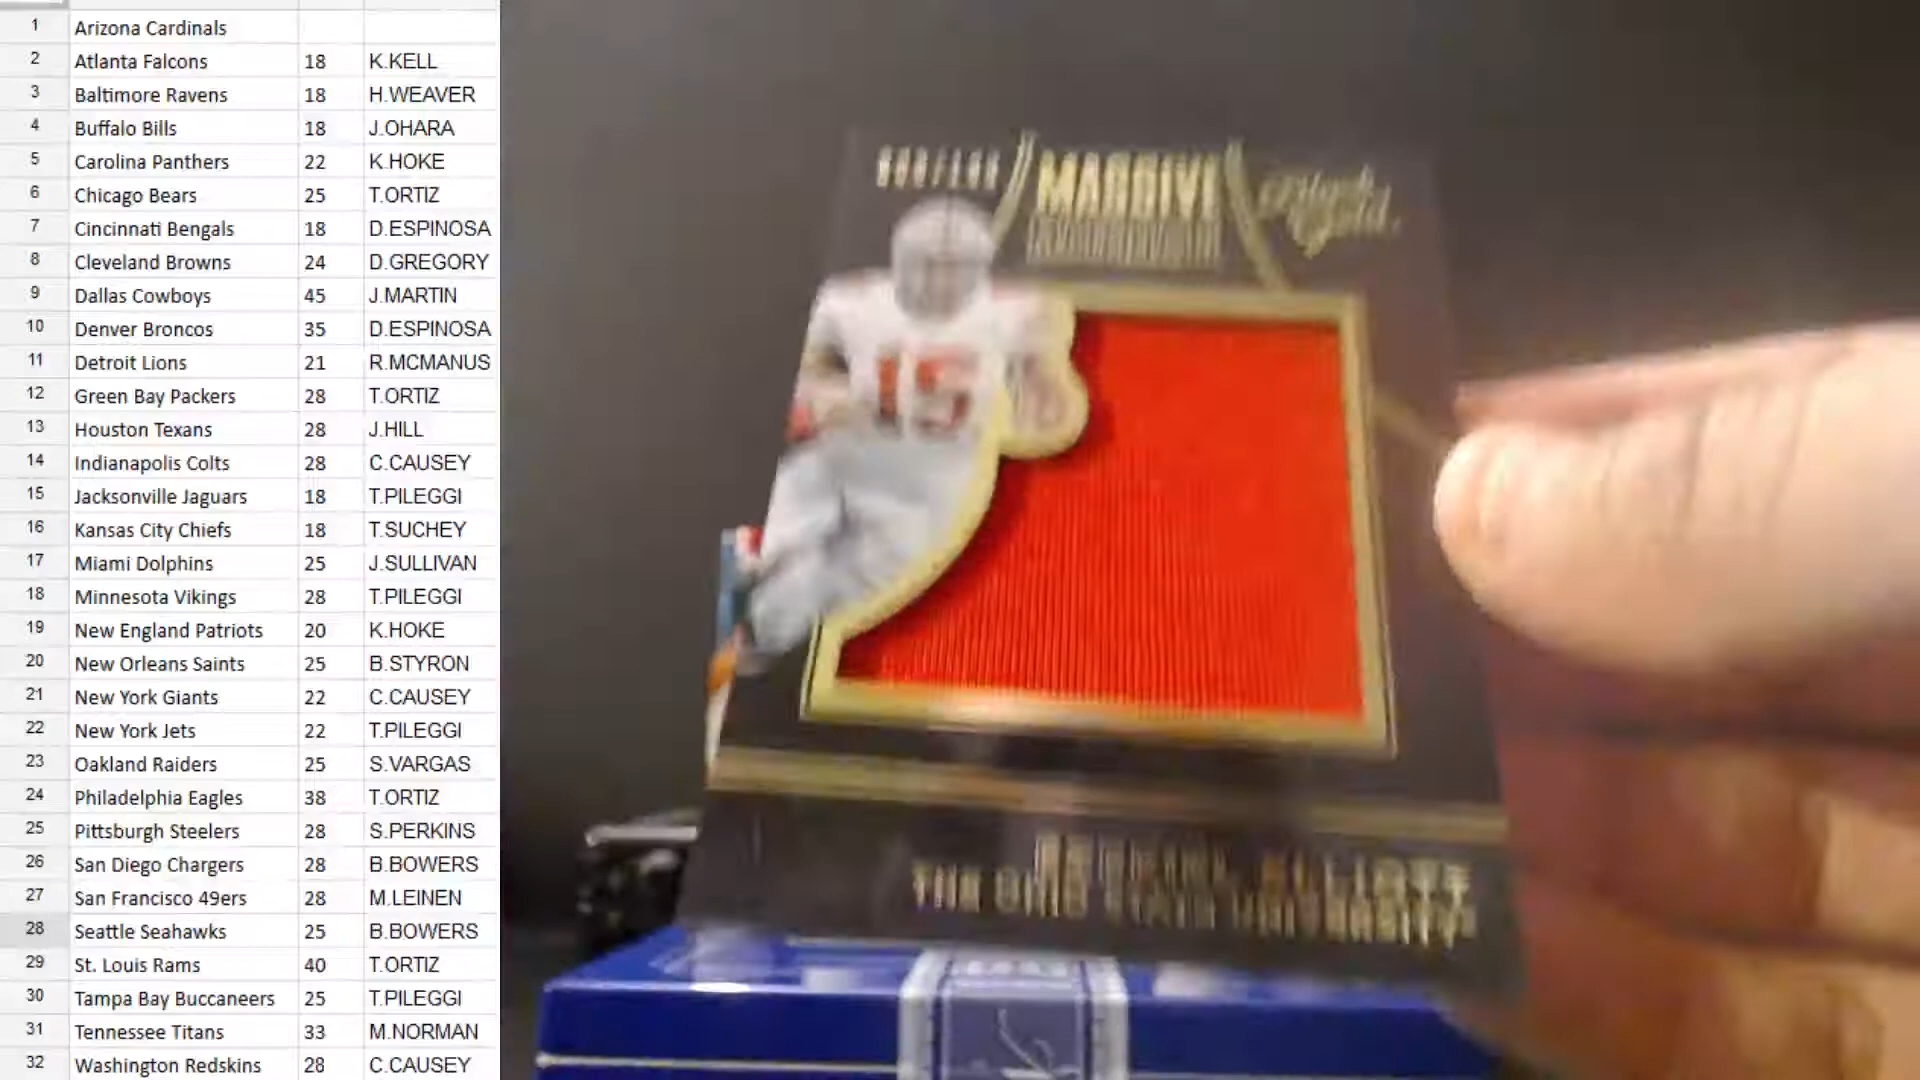 1 Arizona Cardinals
2 Atlanta Falcons 18 K.KELL
3 Baltimore Ravens 18 H.WEAVER
4 Buffalo Bills 18 J.OHARA
5 Carolina Panthers 22 K.HOKE
6 Chicago Bears 25 T.ORTIZ
7 Cincinnati Bengals 18 D.ESPINOSA
8 Cleveland Browns 24 D.GREGORY
9 Dallas Cowboys 45 J.MARTIN
10 Denver Broncos 35 D.ESPINOSA
11 Detroit Lions 21 R.MCMANUS
12 Green Bay Packers 28 T.ORTIZ
13 Houston Texans 28 J.HILL
14 Indianapolis Colts 28 C.CAUSEY
15 Jacksonville Jaguars 18 T.PILEGGI
16 Kansas City Chiefs 18 T.SUCHEY
17 Miami Dolphins 25 J.SULLIVAN
18 Minnesota Vikings 28 T.PILEGGI
19 New England Patriots 20 K.HOKE
20 New Orleans Saints 25 B.STYRON
21 New York Giants 22 C.CAUSEY
22 New York Jets 22 T.PILEGGI
23 Oakland Raiders 25 S.VARGAS
24 Philadelphia Eagles 38 T.ORTIZ
25 Pittsburgh Steelers 28 S.PERKINS
26 San Diego Chargers 28 B.BOWERS
27 San Francisco 49ers 28 M.LEINEN
28 Seattle Seahawks 25 B.BOWERS
29 St. Louis Rams 40 T.ORTIZ
30 Tampa Bay Buccaneers 25 T.PILEGGI
31 Tennessee Titans 33 M.NORMAN
32 Washington Redskins 28 C.CAUSEY
MASSIVE
15
ELLIOTT
THE OHIO STATE UNIVERSITY